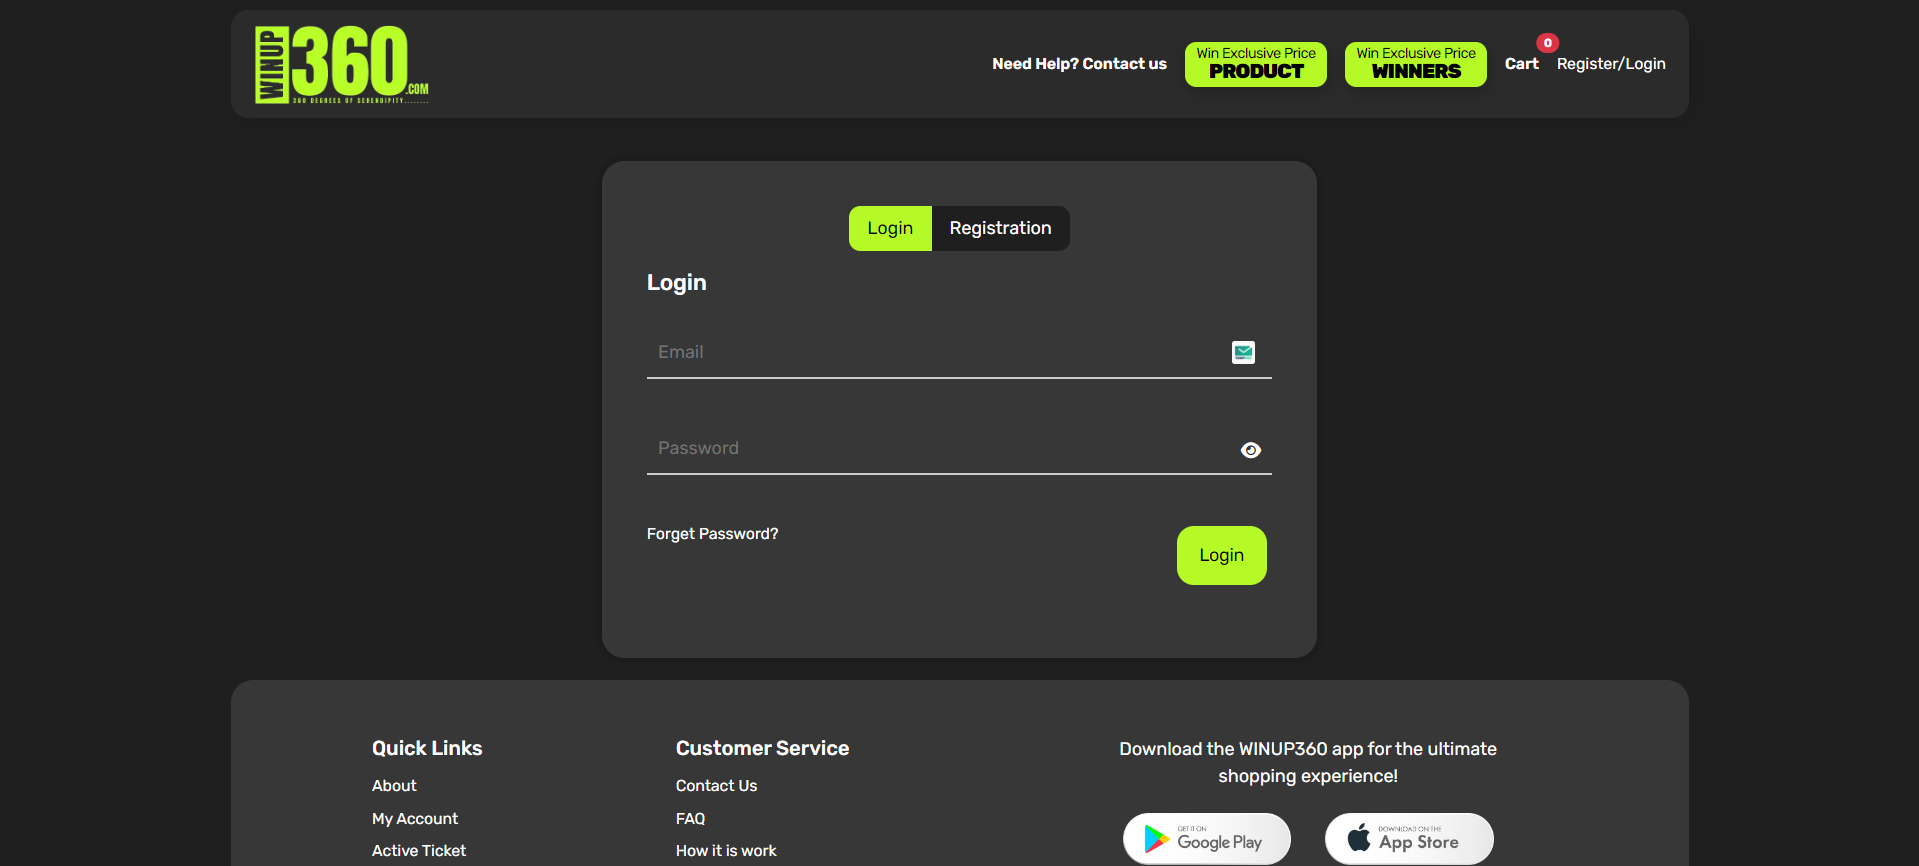 WINUP
360
.COM
360 DEGREES OF SERENDIPITY........
Need Help? Contact us
Win Exclusive Price
PRODUCT
Win Exclusive Price
WINNERS
Cart
0
Register/Login
Login
Registration
Login
Email
Password
Forget Password?
Login
Quick Links
About
My Account
Active Ticket
Customer Service
Contact Us
FAQ
How it is work
Download the WINUP360 app for the ultimate
shopping experience!
GET IT ON
Google Play
DOWNLOAD ON THE
App Store